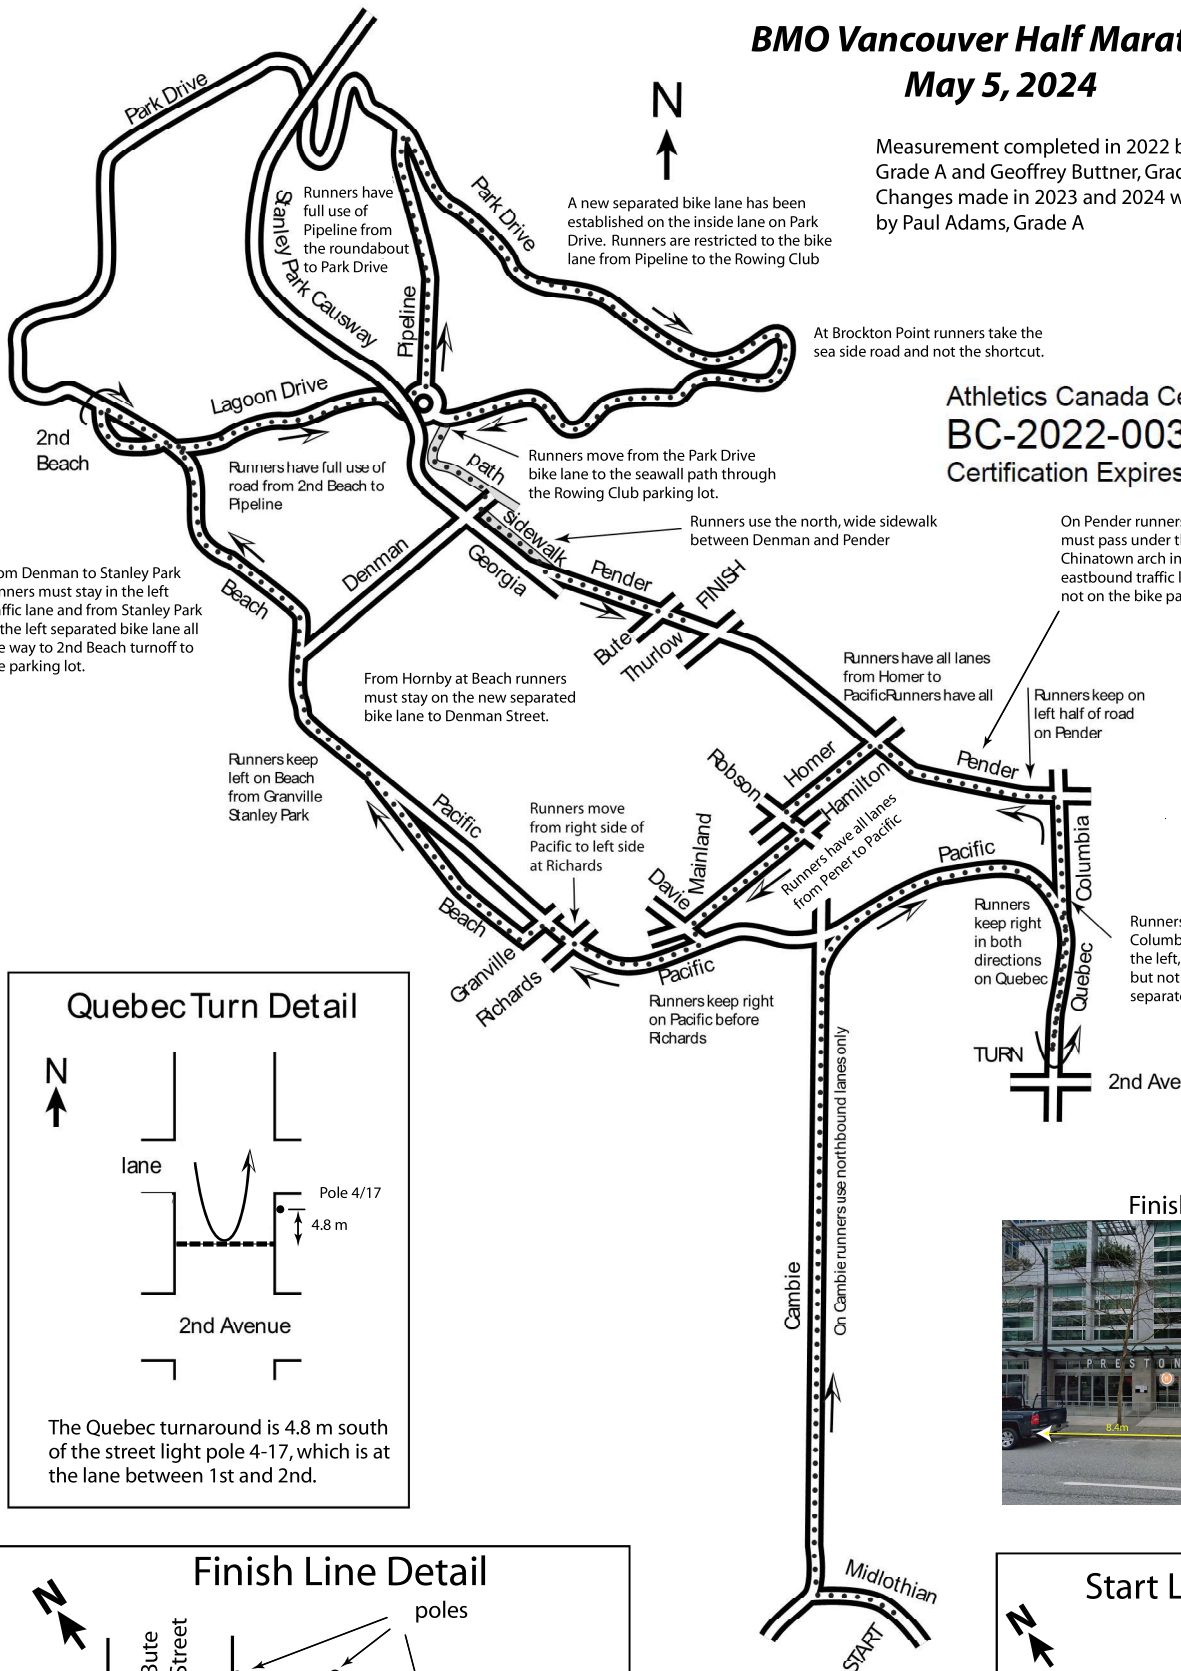 BMO Vancouver Half Marat
May 5, 2024
Measurement completed in 2022 b
Grade A and Geoffrey Buttner, Grad
Changes made in 2023 and 2024 w
by Paul Adams, Grade A
N
Park Drive
Stanley Park Causway
Runners have
full use of
Pipeline from
the roundabout
to Park Drive
Park Drive
A new separated bike lane has been
established on the inside lane on Park
Drive. Runners are restricted to the bike
lane from Pipeline to the Rowing Club
Pipeline
At Brockton Point runners take the
sea side road and not the shortcut.
Athletics Canada Ce
BC-2022-003
Certification Expires
Lagoon Drive
2nd
Beach
Runners have full use of
road from 2nd Beach to
Pipeline
path
Runners move from the Park Drive
bike lane to the seawall path through
the Rowing Club parking lot.
sidewalk
Runners use the north, wide sidewalk
between Denman and Pender
On Pender runners
must pass under th
Chinatown arch in
eastbound traffic l
not on the bike pa
Denman
Georgia
Pender
FINISH
Bute
Thurlow
Beach
om Denman to Stanley Park
nners must stay in the left
affic lane and from Stanley Park
the left separated bike lane all
e way to 2nd Beach turnoff to
e parking lot.
From Hornby at Beach runners
must stay on the new separated
bike lane to Denman Street.
Runners have all lanes
from Homer to
PacificRunners have all
Runners keep on
left half of road
on Pender
Runners keep
left on Beach
from Granville
Stanley Park
Pacific
Runners move
from right side of
Pacific to left side
at Richards
Robson
Homer
Hamilton
Pender
Mainland
Runners have all lanes
from Pener to Pacific
Davie
Pacific
Columbia
Beach
Granville
Richards
Pacific
Runners keep right
on Pacific before
Richards
Runners
keep right
in both
directions
on Quebec
Quebec
Runners
Columb
the left,
but not
separate
TURN
2nd Ave
Quebec Turn Detail
N
lane
Pole 4/17
4.8 m
2nd Avenue
The Quebec turnaround is 4.8 m south
of the street light pole 4-17, which is at
the lane between 1st and 2nd.
Cambie
On Cambie runners use northbound lanes only
Finish
PRESTON
8.4m
Midlothian
START
Finish Line Detail
N
Bute
Street
poles
Start L
N